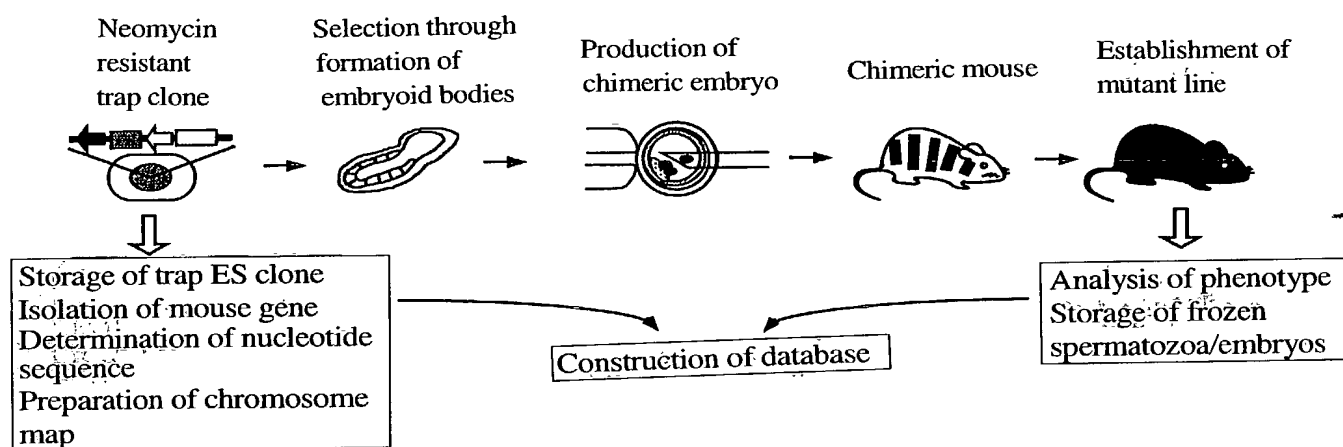 Neomycin
resistant
trap clone
Selection through
formation of
embryoid bodies
Production of
chimeric embryo
Chimeric mouse
Establishment of
mutant line
Storage of trap ES clone
Isolation of mouse gene
Determination of nucleotide
sequence
Preparation of chromosome
map
Construction of database
Analysis of phenotype
Storage of frozen
spermatozoa/embryos